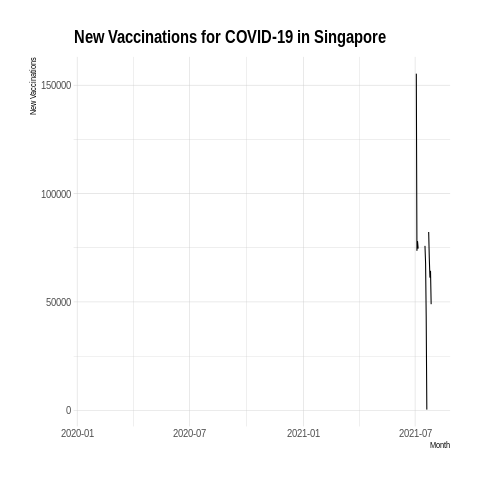 New Vaccinations for COVID-19 in Singapore
New Vaccinations
150000
100000
50000
0
2020-01 2020-07 2021-01 2021-07
Month